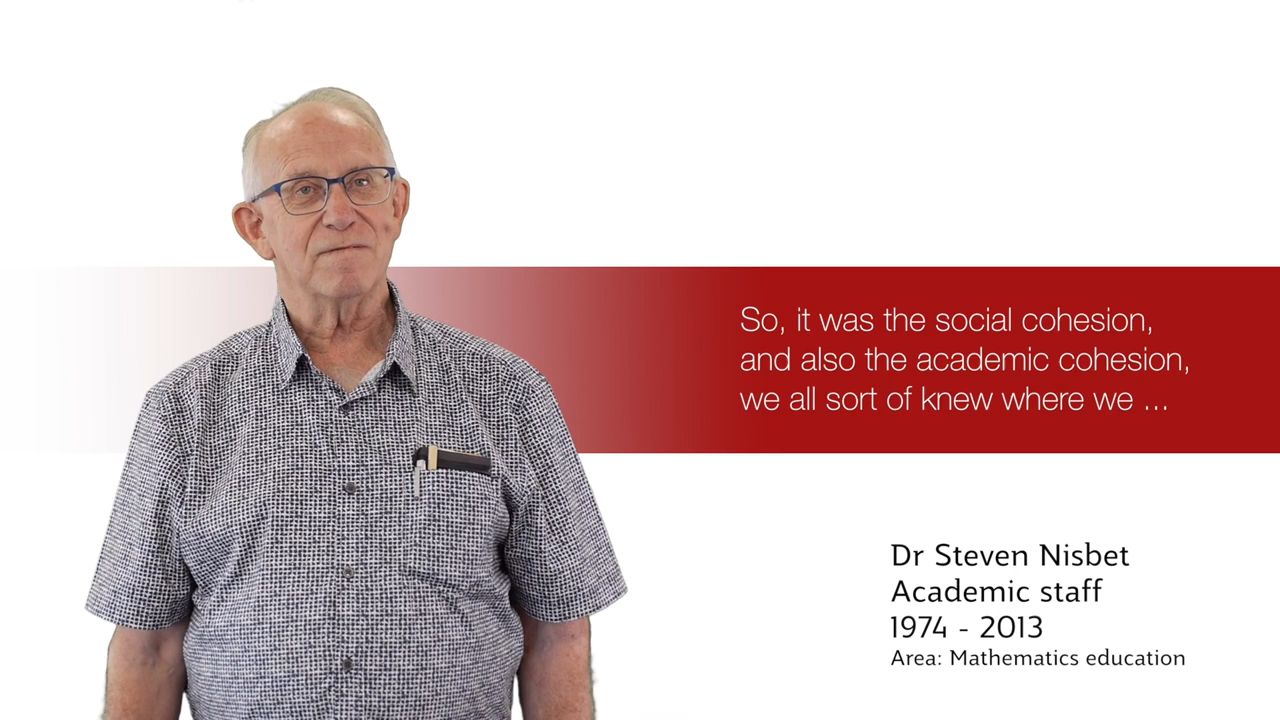 So, it was the social cohesion,
and also the academic cohesion,
we all sort of knew where we ...
Dr Steven Nisbet
Academic staff
1974 - 2013
Area: Mathematics education